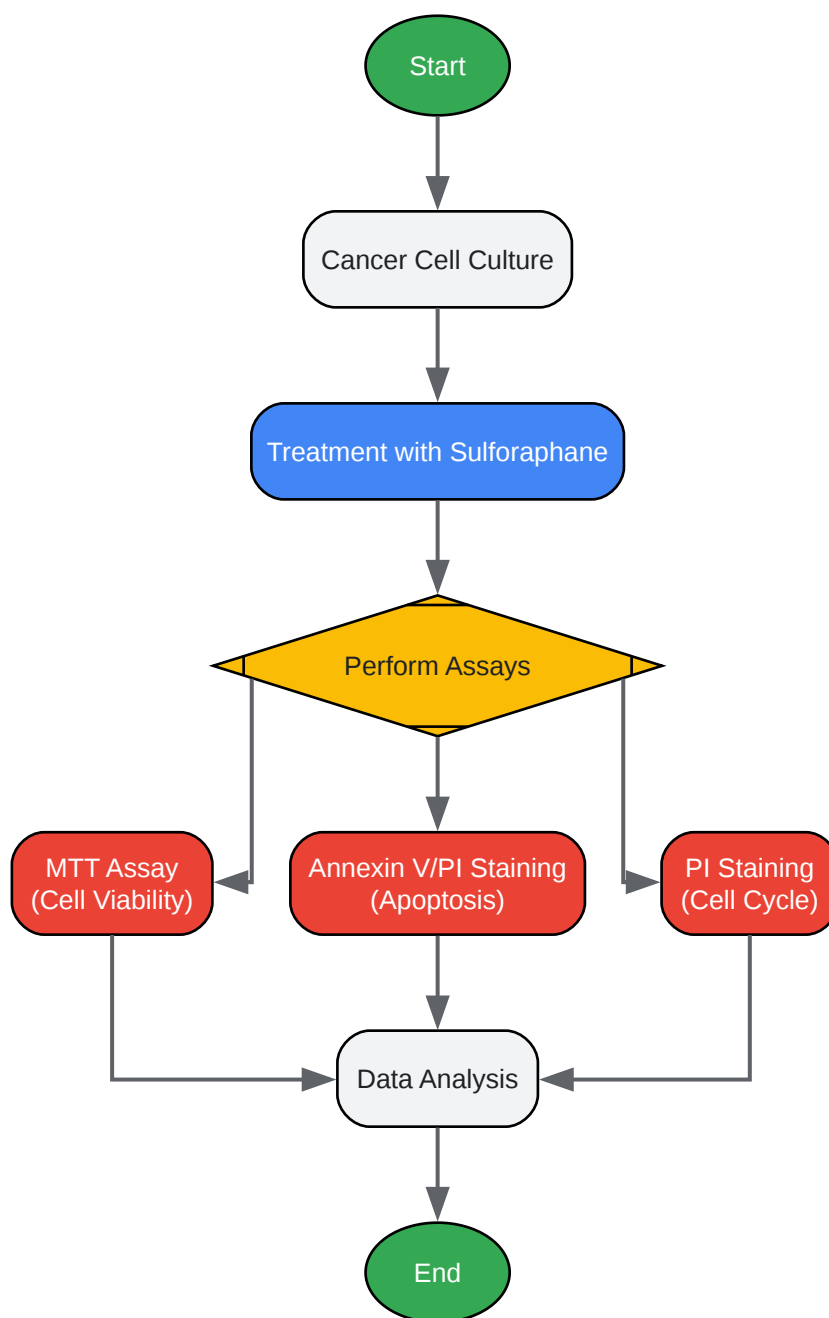 Start
Cancer Cell Culture
Treatment with Sulforaphane
Perform Assays
MTT Assay
(Cell Viability)
Annexin V/PI Staining
(Apoptosis)
PI Staining
(Cell Cycle)
Data Analysis
End